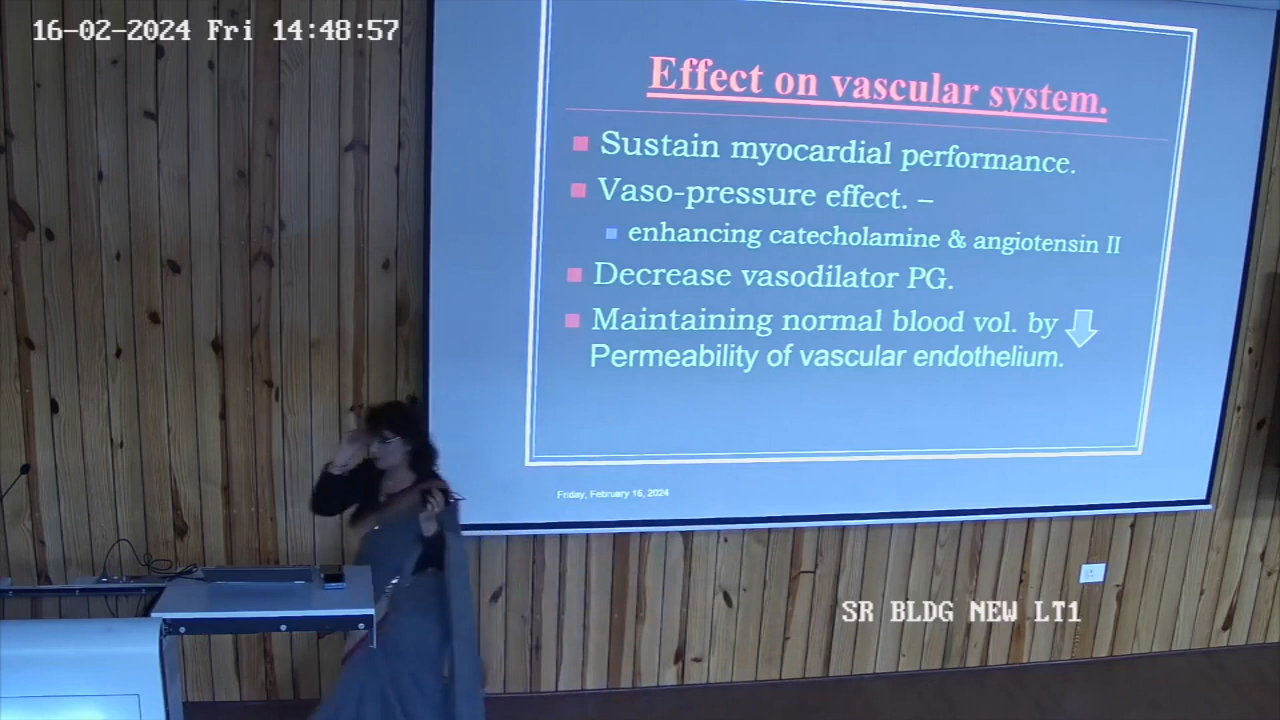 16-02-2024 Fri 14:48:57
Effect on vascular system.
Sustain myocardial performance.
Vaso-pressure effect. –
enhancing catecholamine & angiotensin II
Decrease vasodilator PG.
Maintaining normal blood vol. by
Permeability of vascular endothelium.
Friday, February 16, 2024
SR BLDG NEW LT1